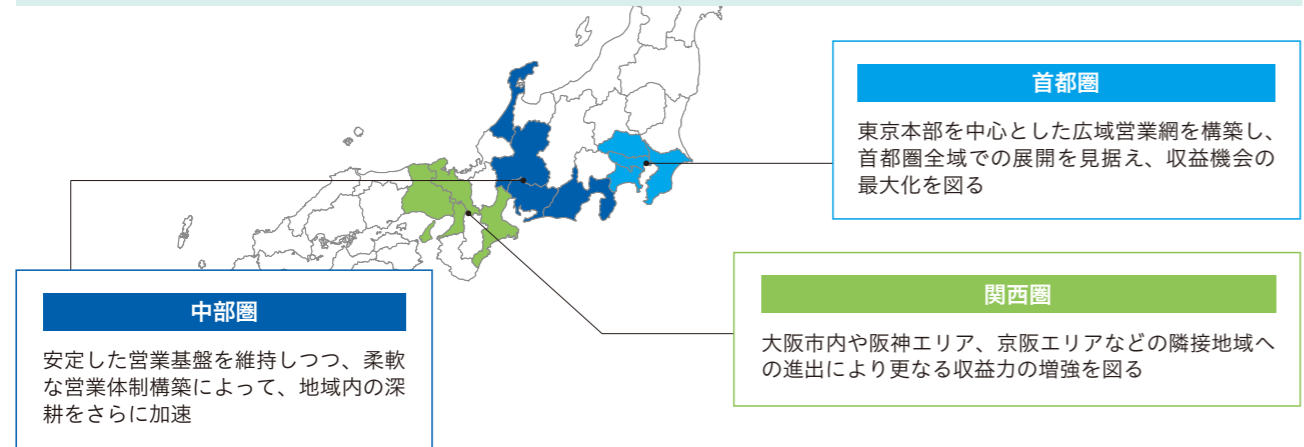 首都圏
東京本部を中心とした広域営業網を構築し、
首都圏全域での展開を見据え、収益機会の
最大化を図る
関西圏
大阪市内や阪神エリア、京阪エリアなどの隣接地域へ
の進出により更なる収益力の増強を図る
中部圏
安定した営業基盤を維持しつつ、柔軟
な営業体制構築によって、地域内の深
耕をさらに加速